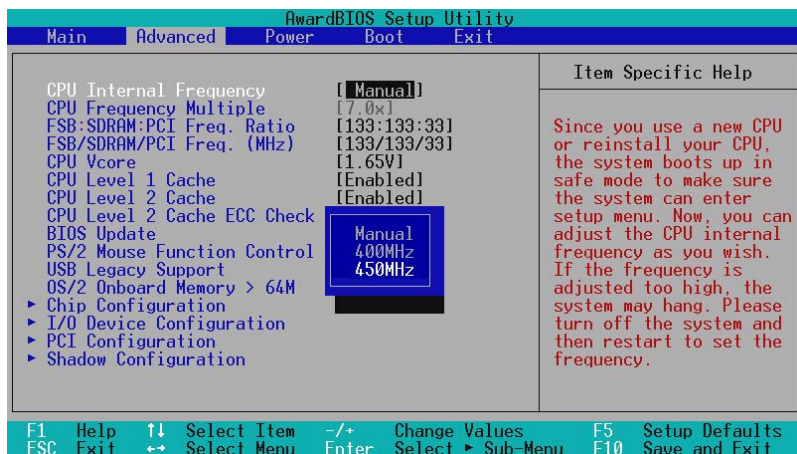 AwardBIOS Setup Utility
Main Advanced Power Boot Exit
CPU Internal Frequency [ Manual]
CPU Frequency Multiple [7.0x]
FSB:SDRAM:PCI Freq. Ratio [133:133:33]
FSB/SDRAM/PCI Freq. (MHz) [133/133/33]
CPU Vcore [1.65V]
CPU Level 1 Cache [Enabled]
CPU Level 2 Cache [Enabled]
CPU Level 2 Cache ECC Check
BIOS Update
PS/2 Mouse Function Control
USB Legacy Support
OS/2 Onboard Memory > 64M
► Chip Configuration
► I/O Device Configuration
► PCI Configuration
► Shadow Configuration
Manual
400MHz
450MHz
Item Specific Help
Since you use a new CPU
or reinstall your CPU,
the system boots up in
safe mode to make sure
the system can enter
setup menu. Now, you can
adjust the CPU internal
frequency as you wish.
If the frequency is
adjusted too high, the
system may hang. Please
turn off the system and
then restart to set the
frequency.
F1 Help ↑↓ Select Item -/+ Change Values F5 Setup Defaults
ESC Exit ←→ Select Menu Enter Select ► Sub-Menu F10 Save and Exit